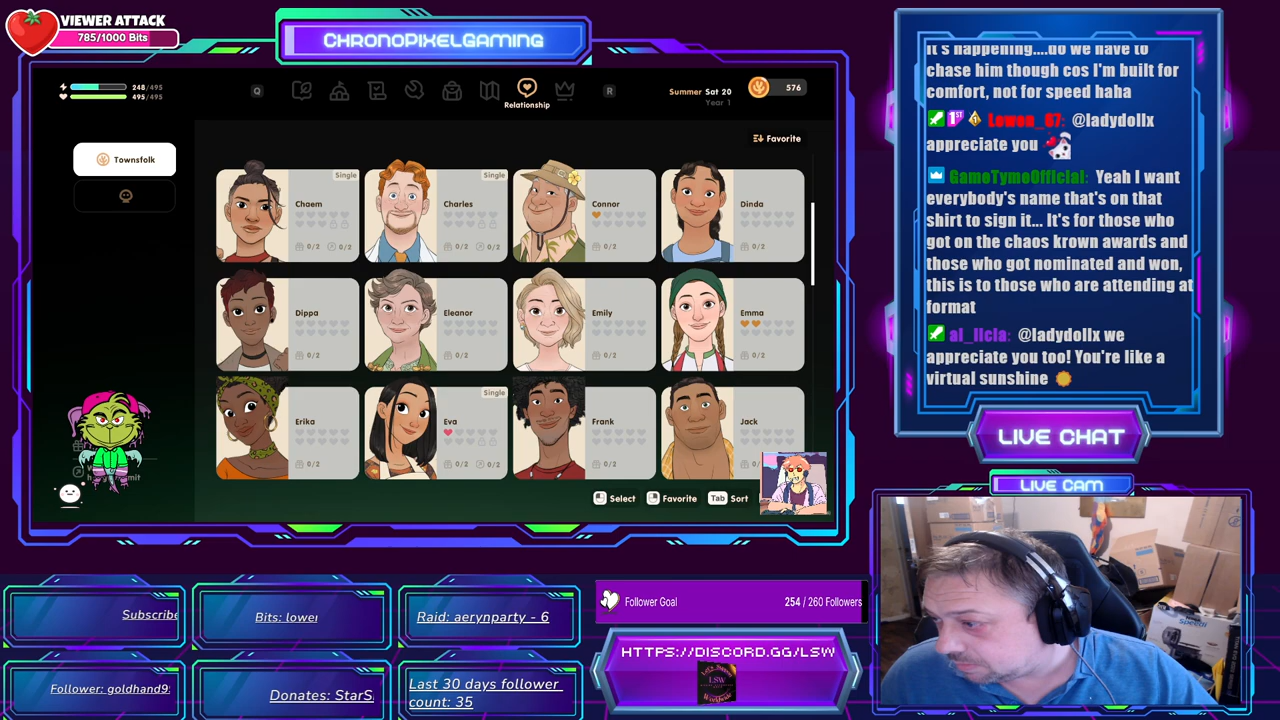 VIEWER ATTACK
785/1000 Bits
CHRONOPIXELGAMING
248/495
495/495
Q
Relationship
R
Summer Sat 20
Year 1
576
Favorite
Townsfolk
Chaem
Single
0/2
0/2
Charles
Single
0/2
0/2
Connor
0/2
Dinda
0/2
Dippa
0/2
Eleanor
0/2
Emily
0/2
Emma
0/2
Erika
0/2
Eva
Single
0/2
0/2
Frank
0/2
Jack
0/2
Select
Favorite
Tab Sort
it's happening....do we have to
chase him though cos I'm built for
comfort, not for speed haha
1ST
Lowen_87: @ladydollx
appreciate you
GameTymeOfficial: Yeah I want
everybody's name that's on that
shirt to sign it... It's for those who
got on the chaos krown awards and
those who got nominated and won,
this is to those who are attending at
format
ai_licia: @ladydollx we
appreciate you too! You're like a
virtual sunshine
LIVE CHAT
LIVE CAM
Subscribe
Bits: lower
Raid: aerynparty - 6
Follower: goldhand9
Donates: StarS
Last 30 days follower
count: 35
Follower Goal
254 / 260 Followers
HTTPS://DISCORD.GG/LSW
LSW